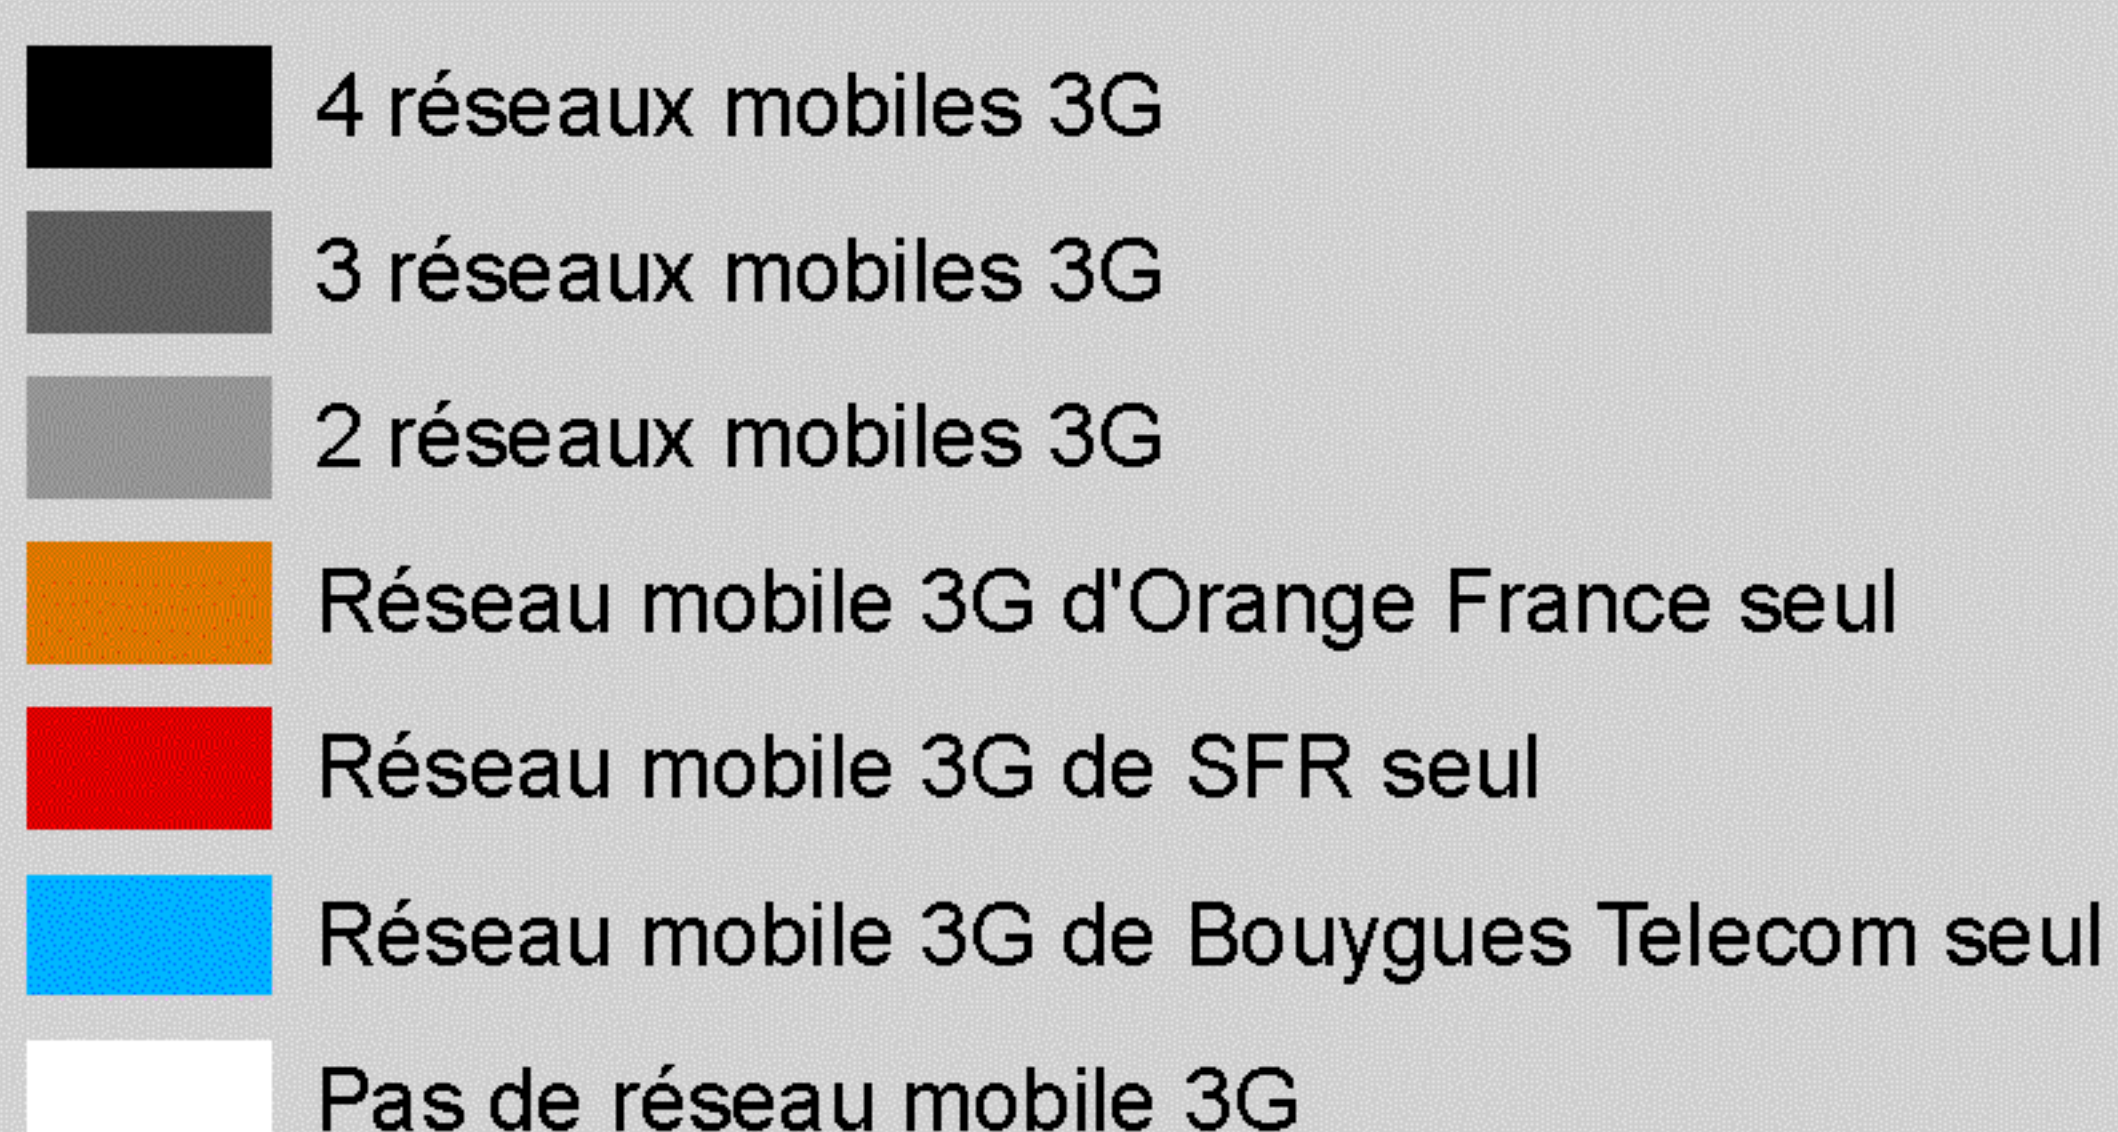 4 réseaux mobiles 3G
3 réseaux mobiles 3G
2 réseaux mobiles 3G
Réseau mobile 3G d'Orange France seul
Réseau mobile 3G de SFR seul
Réseau mobile 3G de Bouygues Telecom seul
Pas de réseau mobile 3G